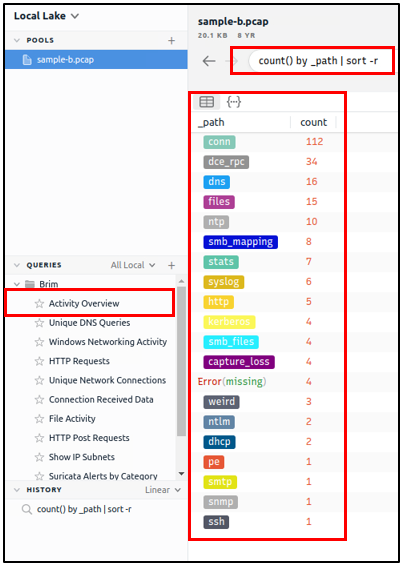 Local Lake
POOLS +
sample-b.pcap
QUERIES All Local +
Brim
Activity Overview
Unique DNS Queries
Windows Networking Activity
HTTP Requests
Unique Network Connections
Connection Received Data
File Activity
HTTP Post Requests
Show IP Subnets
Suricata Alerts by Category
HISTORY Linear
count() by _path | sort -r
sample-b.pcap
20.1 KB 8 YR
count() by _path | sort -r
_path count
conn 112
dce_rpc 34
dns 16
files 15
ntp 10
smb_mapping 8
stats 7
syslog 6
http 5
kerberos 4
smb_files 4
capture_loss 4
Error(missing) 4
weird 3
ntlm 2
dhcp 2
pe 1
smtp 1
snmp 1
ssh 1